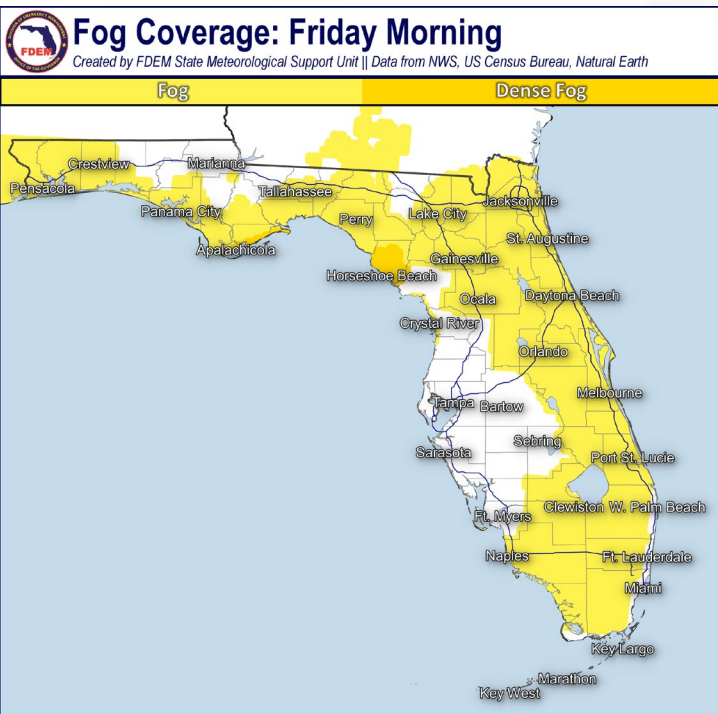 Fog Coverage: Friday Morning
Created by FDEM State Meteorological Support Unit || Data from NWS, US Census Bureau, Natural Earth
FDEM
Fog
Dense Fog
Crestview
Marianna
Pensacola
Tallahassee
Panama City
Perry
Lake City
Jacksonville
Apalachicola
St. Augustine
Gainesville
Horseshoe Beach
Ocala
Daytona Beach
Crystal River
Orlando
Melbourne
Tampa
Bartow
Sebring
Sarasota
Port St. Lucie
Ft. Myers
Clewiston
W. Palm Beach
Naples
Ft. Lauderdale
Miami
Key Largo
Marathon
Key West